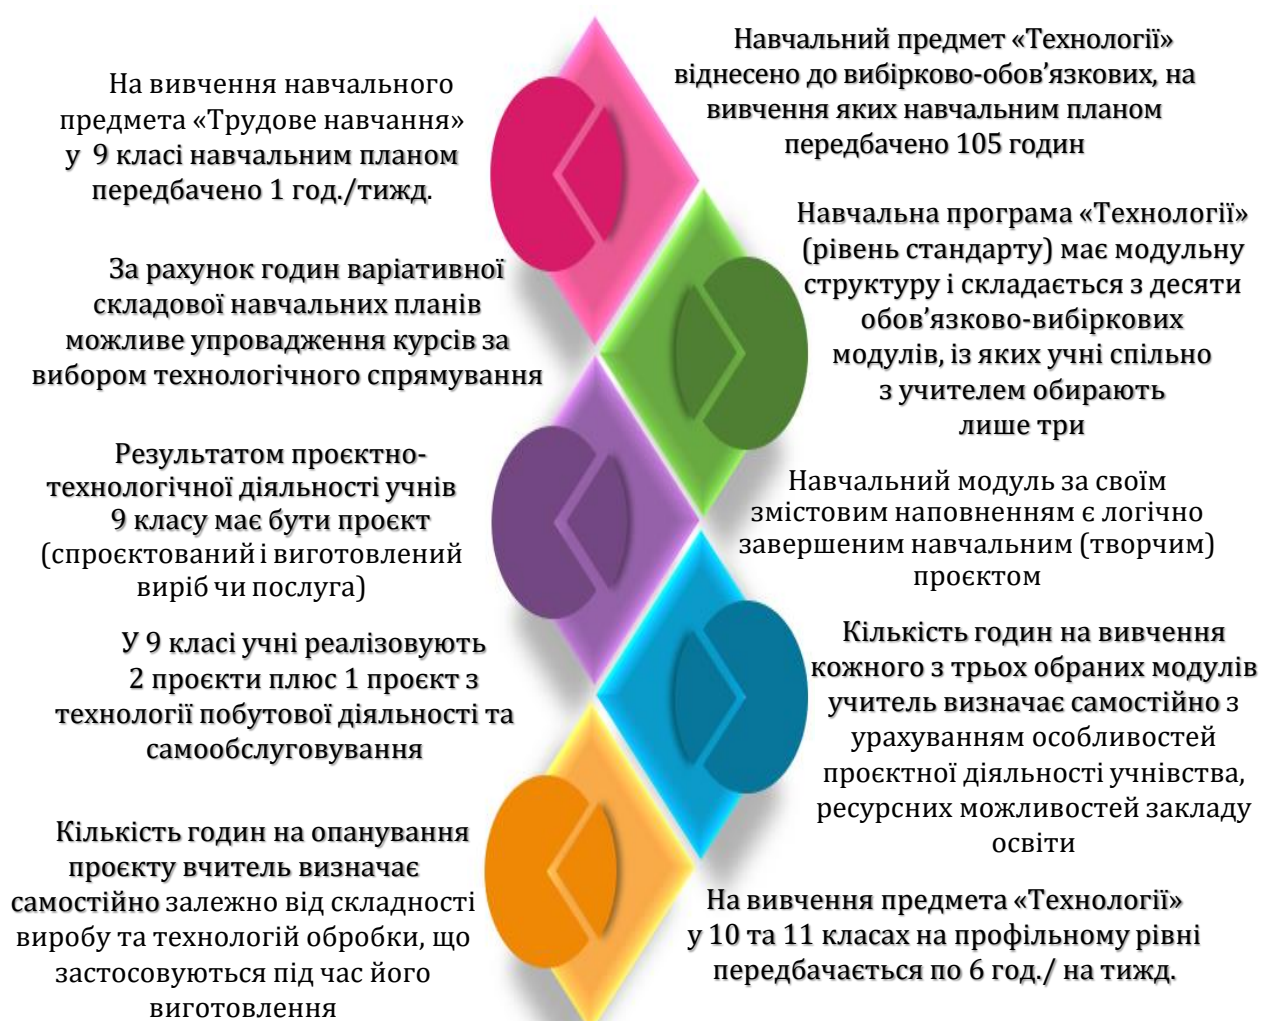 На вивчення навчального
предмета «Трудове навчання»
у 9 класі навчальним планом
передбачено 1 год./тижд.
За рахунок годин варіативної
складової навчальних планів
можливе упровадження курсів за
вибором технологічного спрямування
Результатом проєктно-
технологічної діяльності учнів
9 класу має бути проєкт
(спроєктований і виготовлений
виріб чи послуга)
У 9 класі учні реалізовують
2 проєкти плюс 1 проєкт з
технології побутової діяльності та
самообслуговування
Кількість годин на опанування
проєкту вчитель визначає
самостійно залежно від складності
виробу та технологій обробки, що
застосовуються під час його
виготовлення
Навчальний предмет «Технології»
віднесено до вибірково-обов’язкових, на
вивчення яких навчальним планом
передбачено 105 годин
Навчальна програма «Технології»
(рівень стандарту) має модульну
структуру і складається з десяти
обов’язково-вибіркових
модулів, із яких учні спільно
з учителем обирають
лише три
Навчальний модуль за своїм
змістовим наповненням є логічно
завершеним навчальним (творчим)
проєктом
Кількість годин на вивчення
кожного з трьох обраних модулів
учитель визначає самостійно з
урахуванням особливостей
проєктної діяльності учнівства,
ресурсних можливостей закладу
освіти
На вивчення предмета «Технології»
у 10 та 11 класах на профільному рівні
передбачається по 6 год./ на тижд.